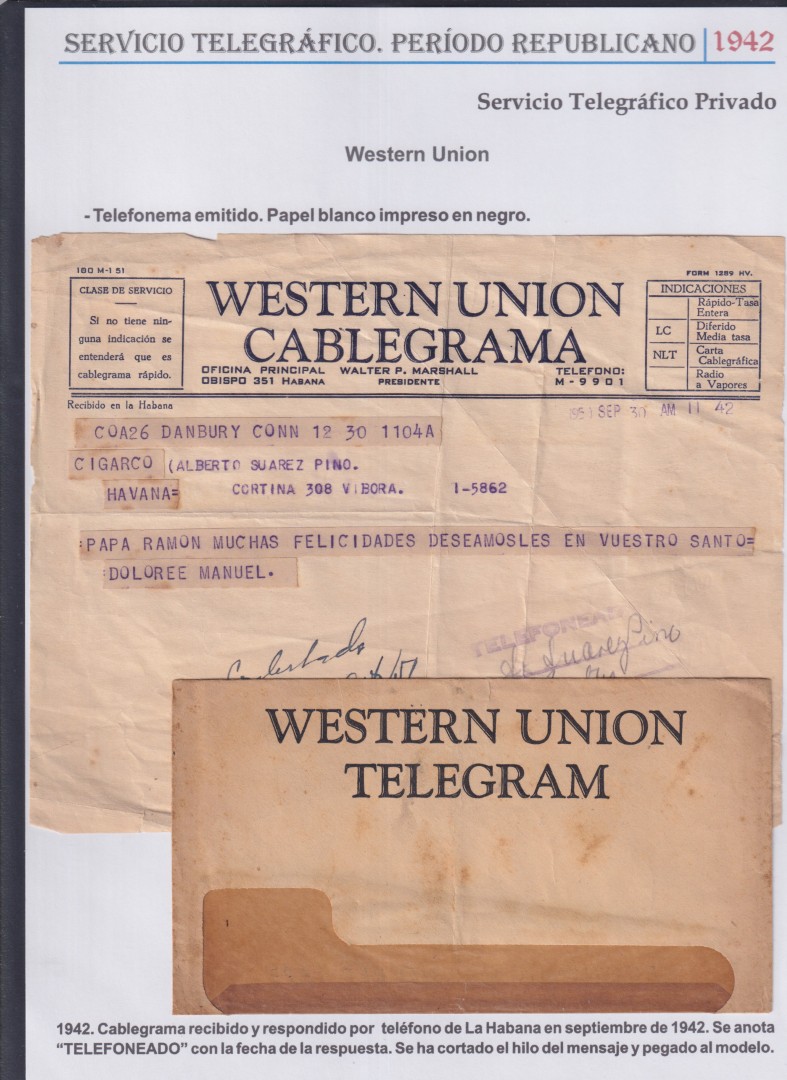 SERVICIO TELEGRÁFICO. PERÍODO REPUBLICANO | 1942
Servicio Telegráfico Privado
Western Union
- Telefonema emitido. Papel blanco impreso en negro.
180 M-1 51
FORM 1289 HV.
CLASE DE SERVICIO
Si no tiene nin-
guna indicación se
entenderá que es
cablegrama rápido.
WESTERN UNION
CABLEGRAMA
OFICINA PRINCIPAL
OBISPO 351 HABANA
WALTER P. MARSHALL
PRESIDENTE
TELEFONO:
M-9901
INDICACIONES
Rápido-Tasa
Entera
LC Diferido
Media tasa
NLT Carta
Cablegráfica
Radio
a Vapores
Recibido en la Habana
1951 SEP 30 AM 11 42
COA26 DANBURY CONN 12 30 1104A
CIGARCO (ALBERTO SUAREZ PINO.
HAVANA= CORTINA 308 VIBORA. I-5862
:PAPA RAMON MUCHAS FELICIDADES DESEAMOSLES EN VUESTRO SANTO=
:DOLOREE MANUEL.
Contestado
TELEFONEADO
Suarez Pino
WESTERN UNION
TELEGRAM
1942. Cablegrama recibido y respondido por teléfono de La Habana en septiembre de 1942. Se anota
“TELEFONEADO” con la fecha de la respuesta. Se ha cortado el hilo del mensaje y pegado al modelo.